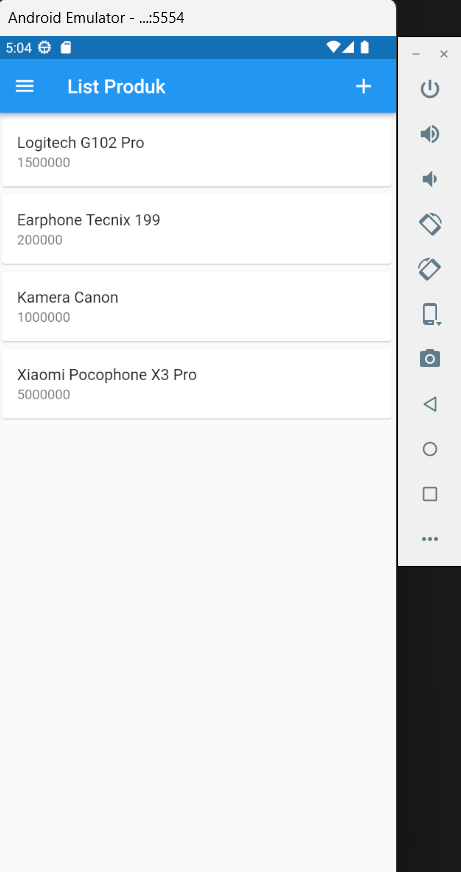 Android Emulator - ...:5554
5:04
List Produk
Logitech G102 Pro
1500000
Earphone Tecnix 199
200000
Kamera Canon
1000000
Xiaomi Pocophone X3 Pro
5000000